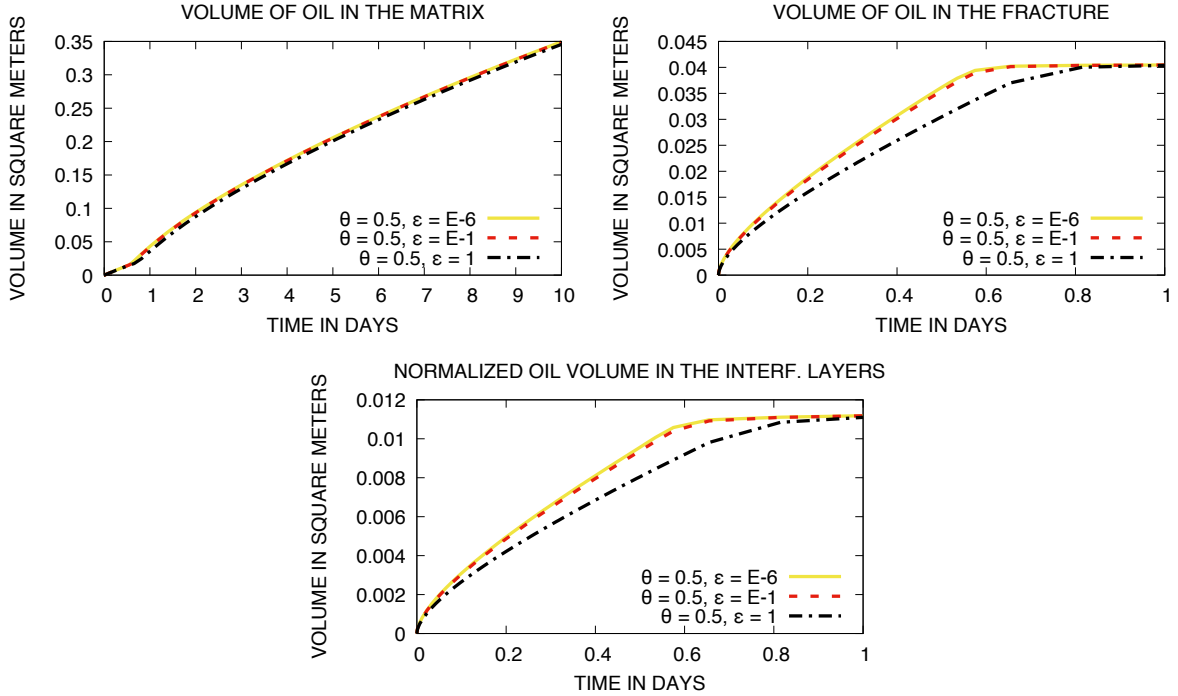 VOLUME OF OIL IN THE MATRIX
VOLUME IN SQUARE METERS
0.35
0.3
0.25
0.2
0.15
0.1
0.05
0
θ = 0.5, ε = E-6
θ = 0.5, ε = E-1
θ = 0.5, ε = 1
0 1 2 3 4 5 6 7 8 9 10
TIME IN DAYS
VOLUME OF OIL IN THE FRACTURE
VOLUME IN SQUARE METERS
0.045
0.04
0.035
0.03
0.025
0.02
0.015
0.01
0.005
0
θ = 0.5, ε = E-6
θ = 0.5, ε = E-1
θ = 0.5, ε = 1
0 0.2 0.4 0.6 0.8 1
TIME IN DAYS
NORMALIZED OIL VOLUME IN THE INTERF. LAYERS
VOLUME IN SQUARE METERS
0.012
0.01
0.008
0.006
0.004
0.002
0
θ = 0.5, ε = E-6
θ = 0.5, ε = E-1
θ = 0.5, ε = 1
0 0.2 0.4 0.6 0.8 1
TIME IN DAYS